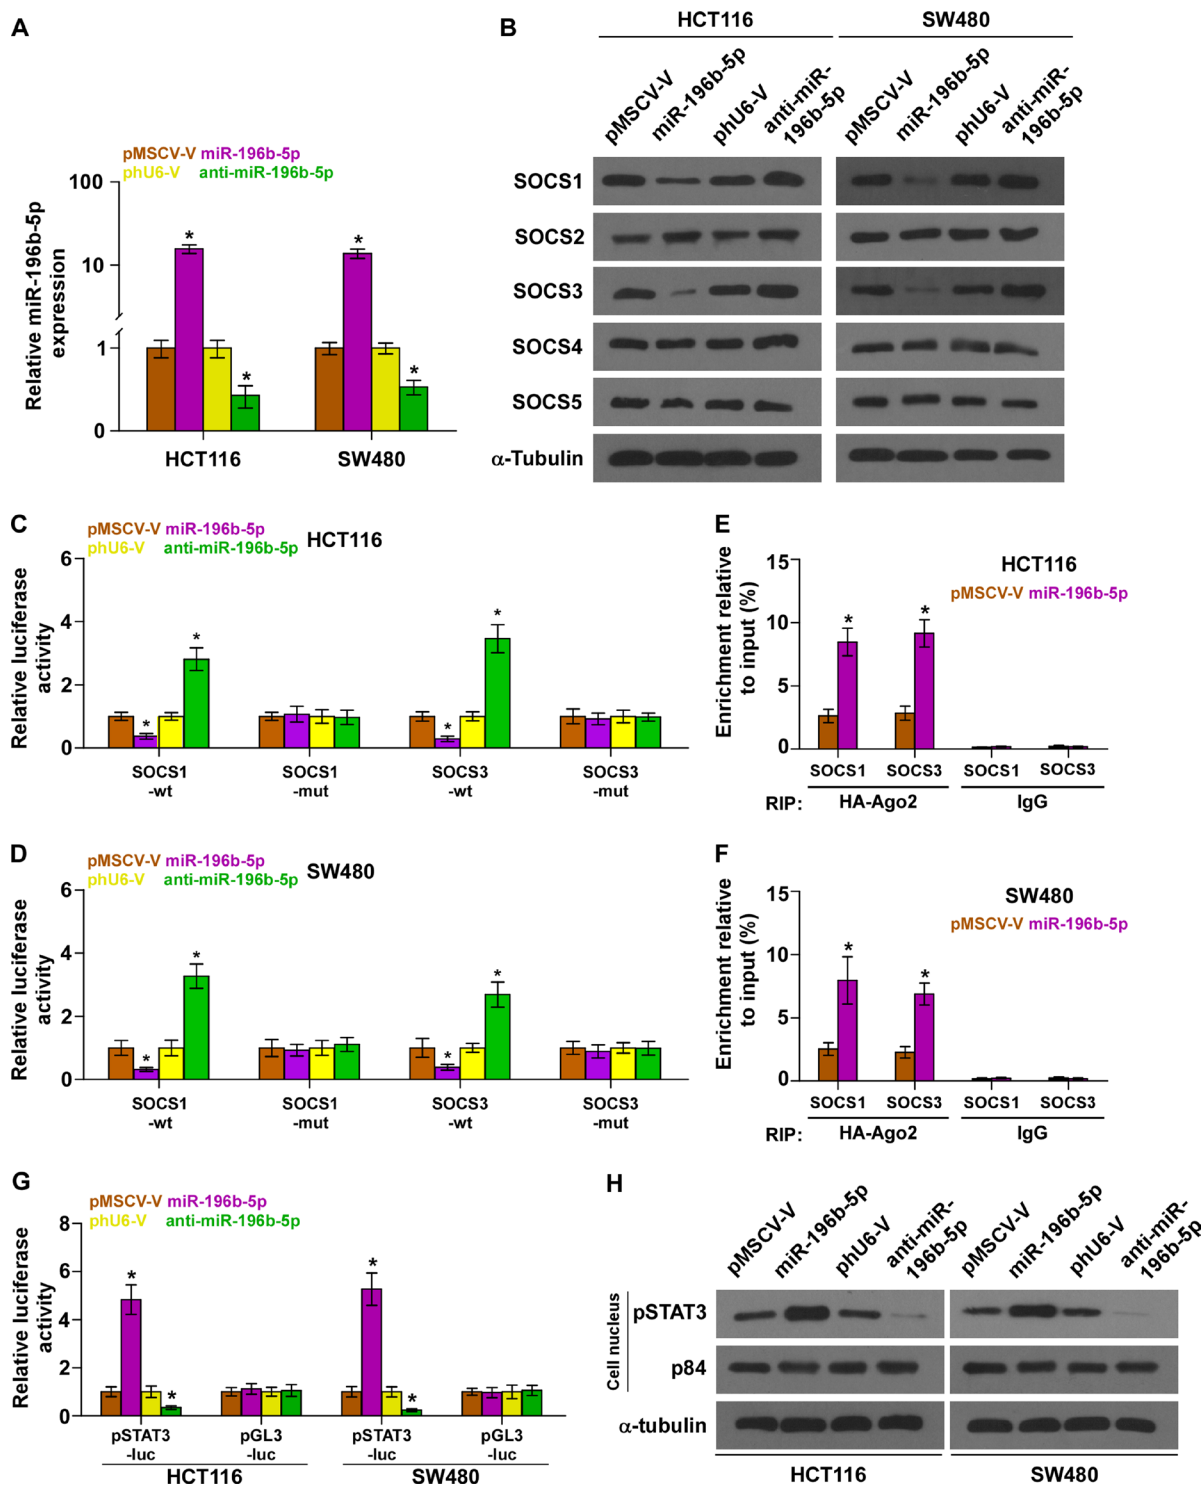 A
pMSCV-V miR-196b-5p
phU6-V anti-miR-196b-5p
Relative miR-196b-5p
expression
100
10
1
0
* * * *
HCT116 SW480
B
HCT116 SW480
pMSCV-V miR-196b-5p phU6-V anti-miR-196b-5p pMSCV-V miR-196b-5p phU6-V anti-miR-196b-5p
SOCS1
SOCS2
SOCS3
SOCS4
SOCS5
α-Tubulin
C
pMSCV-V miR-196b-5p
phU6-V anti-miR-196b-5p
HCT116
Relative luciferase
activity
6
4
2
0
* * * *
SOCS1 SOCS1 SOCS3 SOCS3
-wt -mut -wt -mut
E
HCT116
pMSCV-V miR-196b-5p
Enrichment relative
to input (%)
15
10
5
0
* *
SOCS1 SOCS3 SOCS1 SOCS3
RIP: HA-Ago2 IgG
D
pMSCV-V miR-196b-5p
phU6-V anti-miR-196b-5p
SW480
Relative luciferase
activity
6
4
2
0
* * * *
SOCS1 SOCS1 SOCS3 SOCS3
-wt -mut -wt -mut
F
SW480
pMSCV-V miR-196b-5p
Enrichment relative
to input (%)
15
10
5
0
* *
SOCS1 SOCS3 SOCS1 SOCS3
RIP: HA-Ago2 IgG
G
pMSCV-V miR-196b-5p
phU6-V anti-miR-196b-5p
Relative luciferase
activity
8
6
4
2
0
* * * *
pSTAT3 pGL3 pSTAT3 pGL3
-luc -luc -luc -luc
HCT116 SW480
H
pMSCV-V miR-196b-5p phU6-V anti-miR-196b-5p pMSCV-V miR-196b-5p phU6-V anti-miR-196b-5p
Cell nucleus
pSTAT3
p84
α-tubulin
HCT116 SW480